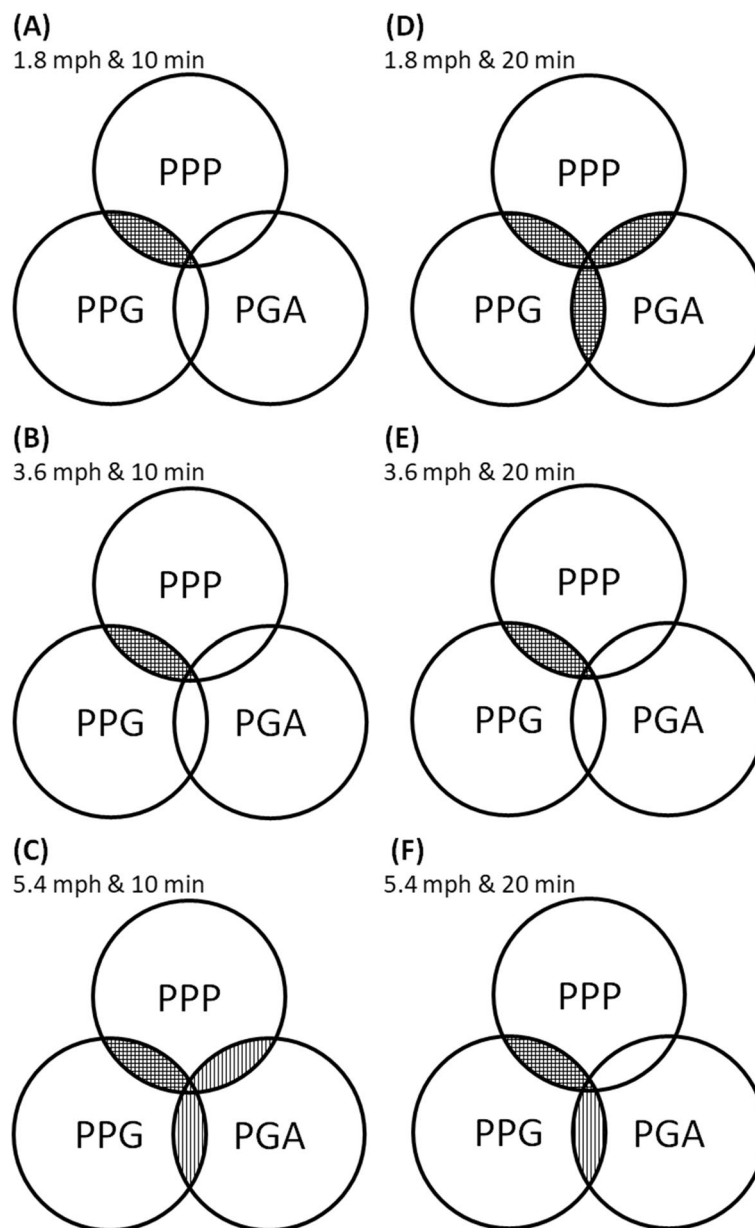 (A)
1.8 mph & 10 min
PPP
PPG
PGA
(D)
1.8 mph & 20 min
PPP
PPG
PGA
(B)
3.6 mph & 10 min
PPP
PPG
PGA
(E)
3.6 mph & 20 min
PPP
PPG
PGA
(C)
5.4 mph & 10 min
PPP
PPG
PGA
(F)
5.4 mph & 20 min
PPP
PPG
PGA